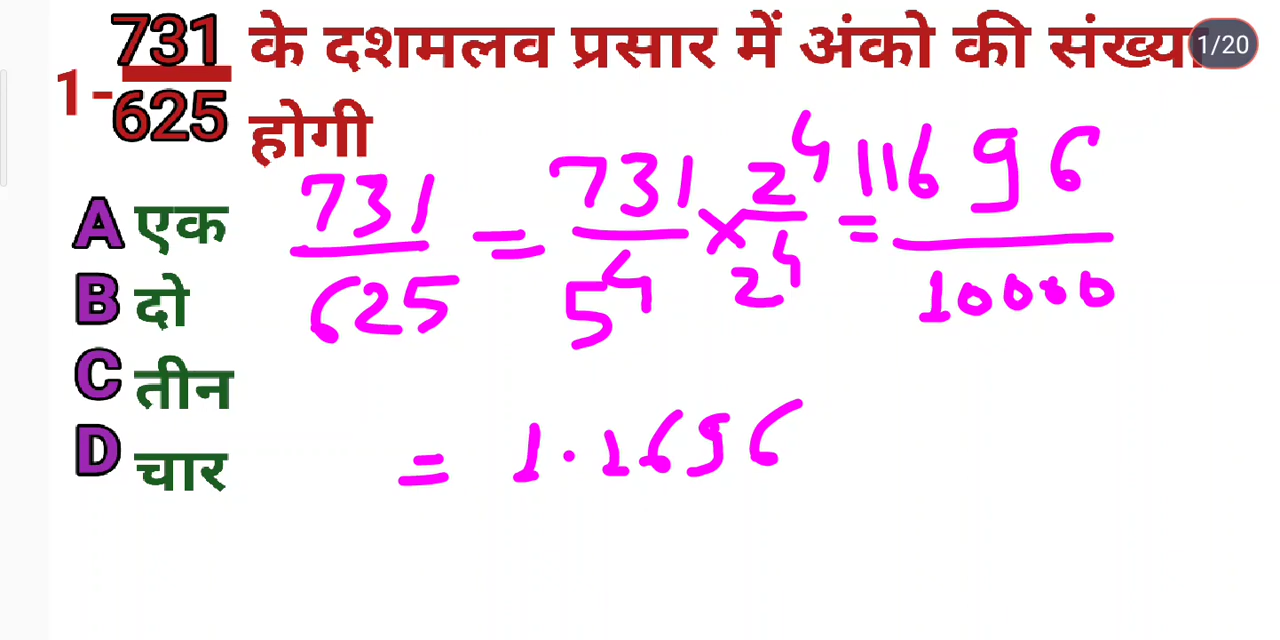 1- 731/625 के दशमलव प्रसार में अंको की संख्या
होगी
1/20
A एक
B दो
C तीन
D चार
731/625 = 731/5⁴ × 2⁴/2⁴ = 11696/10000
= 1.1696